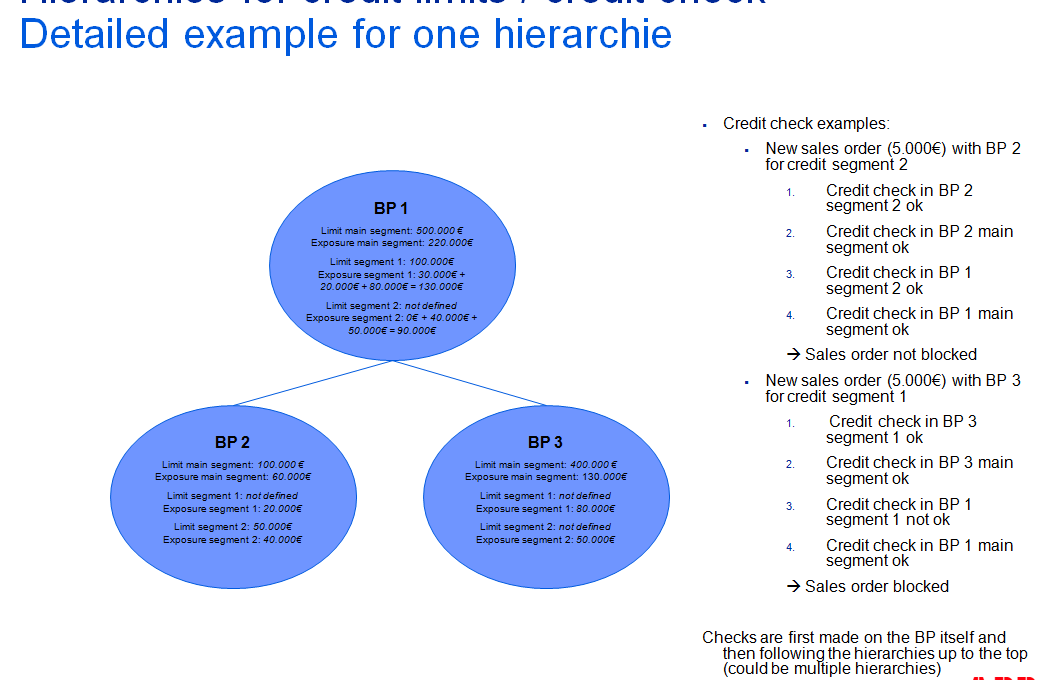 Hierarchies for credit limits / credit check
Detailed example for one hierarchie
BP 1
Limit main segment: 500.000 €
Exposure main segment: 220.000€
Limit segment 1: 100.000€
Exposure segment 1: 30.000€ +
20.000€ + 80.000€ = 130.000€
Limit segment 2: not defined
Exposure segment 2: 0€ + 40.000€ +
50.000€ = 90.000€
BP 2
Limit main segment: 100.000 €
Exposure main segment: 60.000€
Limit segment 1: not defined
Exposure segment 1: 20.000€
Limit segment 2: 50.000€
Exposure segment 2: 40.000€
BP 3
Limit main segment: 400.000 €
Exposure main segment: 130.000€
Limit segment 1: not defined
Exposure segment 1: 80.000€
Limit segment 2: not defined
Exposure segment 2: 50.000€
▪ Credit check examples:
▪ New sales order (5.000€) with BP 2
for credit segment 2
1. Credit check in BP 2
segment 2 ok
2. Credit check in BP 2 main
segment ok
3. Credit check in BP 1
segment 2 ok
4. Credit check in BP 1 main
segment ok
→ Sales order not blocked
▪ New sales order (5.000€) with BP 3
for credit segment 1
1. Credit check in BP 3
segment 1 ok
2. Credit check in BP 3 main
segment ok
3. Credit check in BP 1
segment 1 not ok
4. Credit check in BP 1 main
segment ok
→ Sales order blocked
Checks are first made on the BP itself and
then following the hierarchies up to the top
(could be multiple hierarchies)